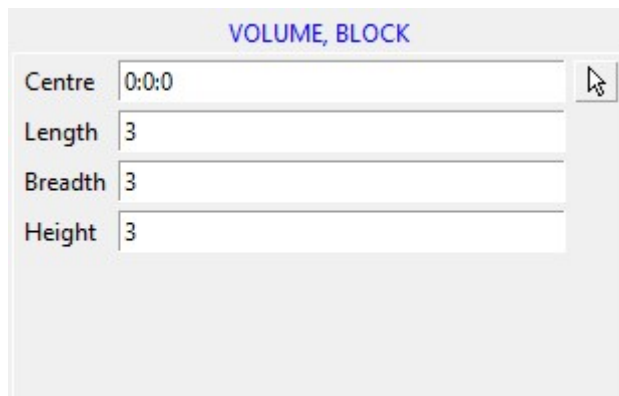 VOLUME, BLOCK
Centre 0:0:0
Length 3
Breadth 3
Height 3